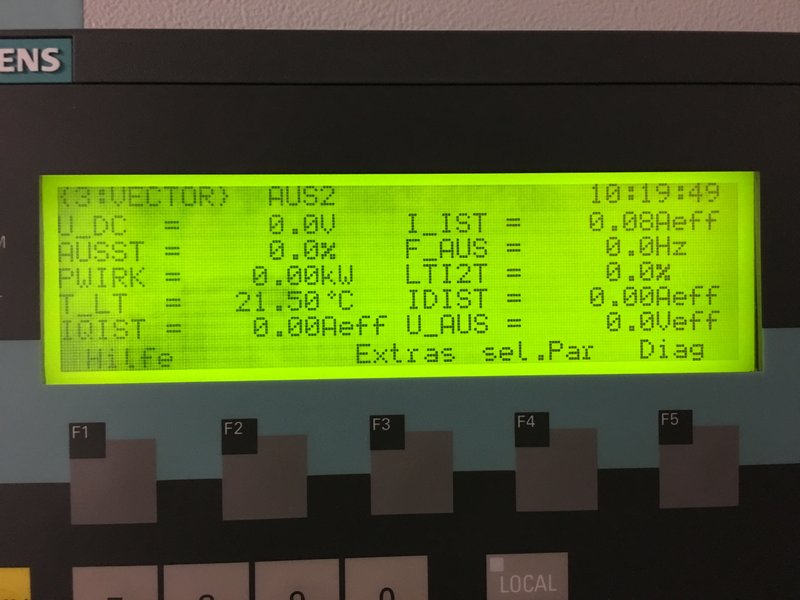 ENS
{3:VECTOR} AUS2 10:19:49
U_DC = 0.0V I_IST = 0.08Aeff
AUSST = 0.0% F_AUS = 0.0Hz
PWIRK = 0.00kW LTI2T = 0.0%
T_LT = 21.50°C IDIST = 0.00Aeff
IQIST = 0.00Aeff U_AUS = 0.0Veff
Hilfe Extras sel.Par Diag
F1 F2 F3 F4 F5
LOCAL